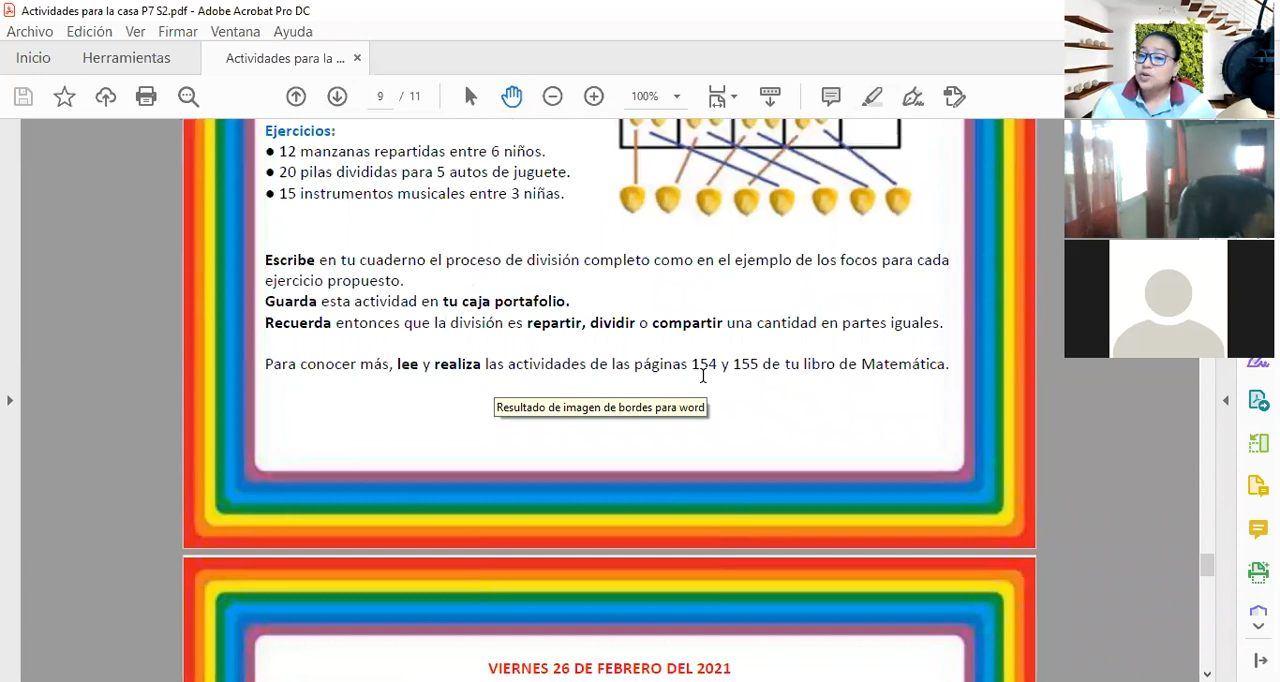 Actividades para la casa P7 S2.pdf - Adobe Acrobat Pro DC
Archivo Edición Ver Firmar Ventana Ayuda
Inicio Herramientas Actividades para la ... ×
9 / 11 100%
Ejercicios:
● 12 manzanas repartidas entre 6 niños.
● 20 pilas divididas para 5 autos de juguete.
● 15 instrumentos musicales entre 3 niñas.
Escribe en tu cuaderno el proceso de división completo como en el ejemplo de los focos para cada
ejercicio propuesto.
Guarda esta actividad en tu caja portafolio.
Recuerda entonces que la división es repartir, dividir o compartir una cantidad en partes iguales.
Para conocer más, lee y realiza las actividades de las páginas 154 y 155 de tu libro de Matemática.
Resultado de imagen de bordes para word
VIERNES 26 DE FEBRERO DEL 2021